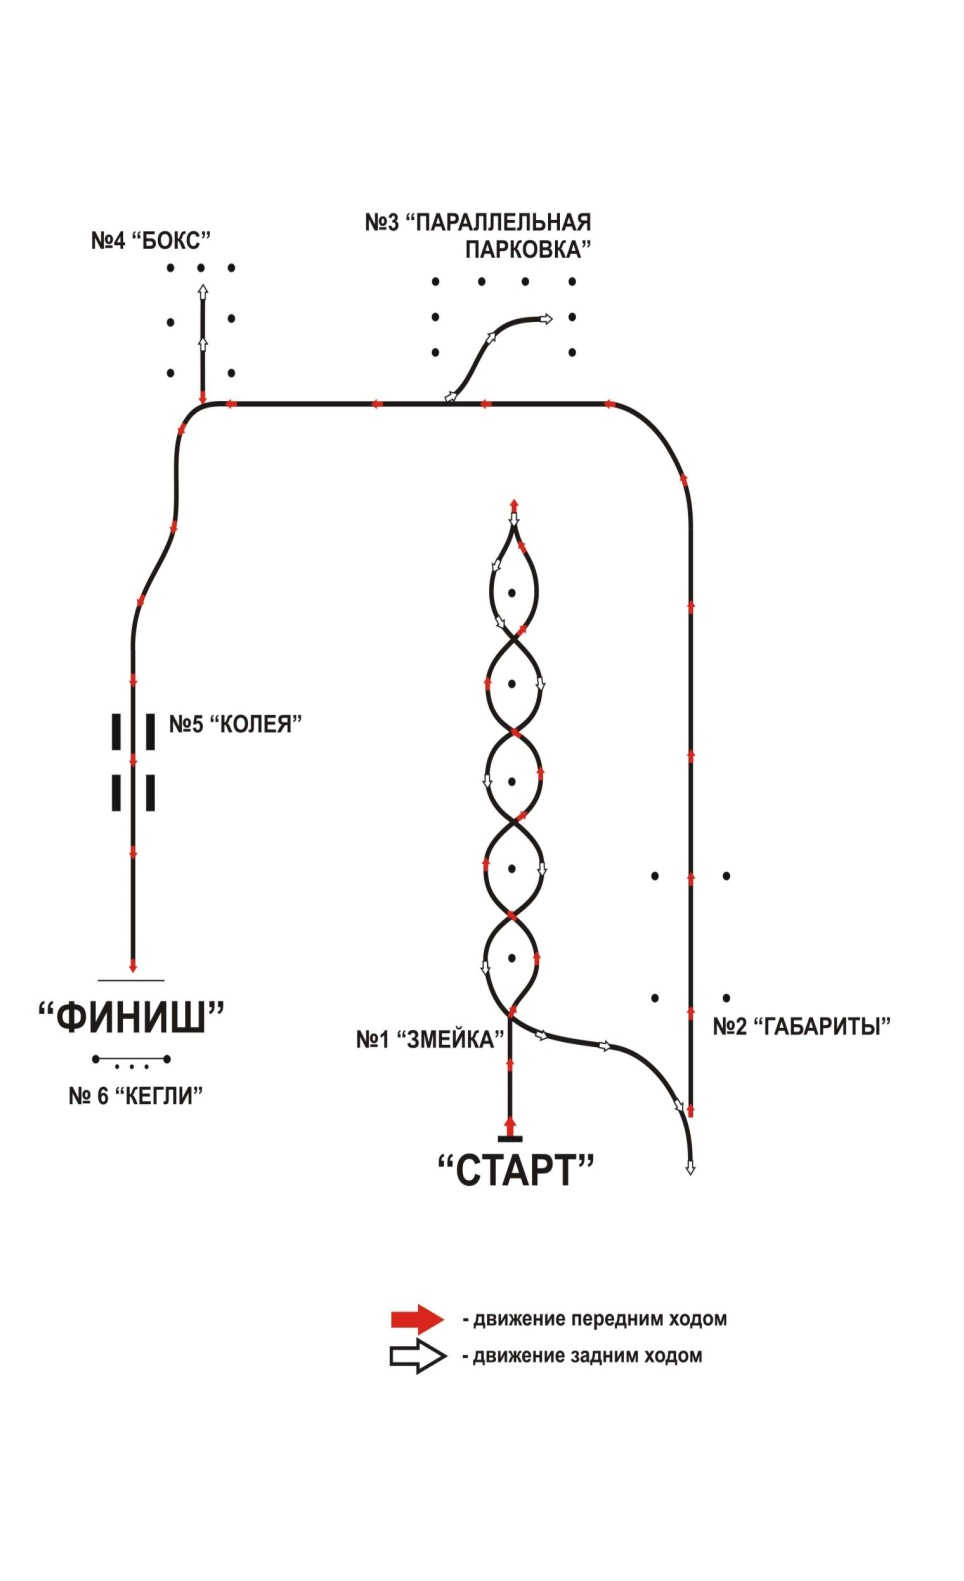 №3 “ПАРАЛЛЕЛЬНАЯ
ПАРКОВКА”
№4 “БОКС”
№5 “КОЛЕЯ”
“ФИНИШ”
№ 6 “КЕГЛИ”
№1 “ЗМЕЙКА”
№2 “ГАБАРИТЫ”
“СТАРТ”
- движение передним ходом
- движение задним ходом